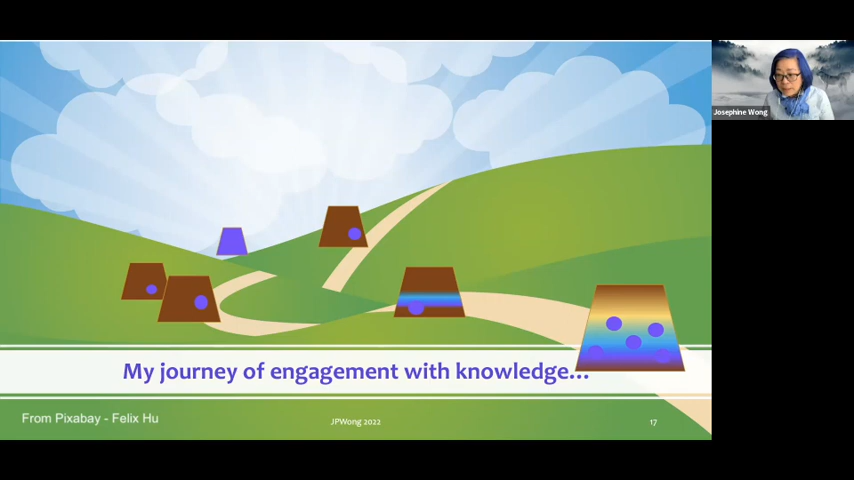 Josephine Wong
My journey of engagement with knowledge...
From Pixabay - Felix Hu
JPWong 2022
17